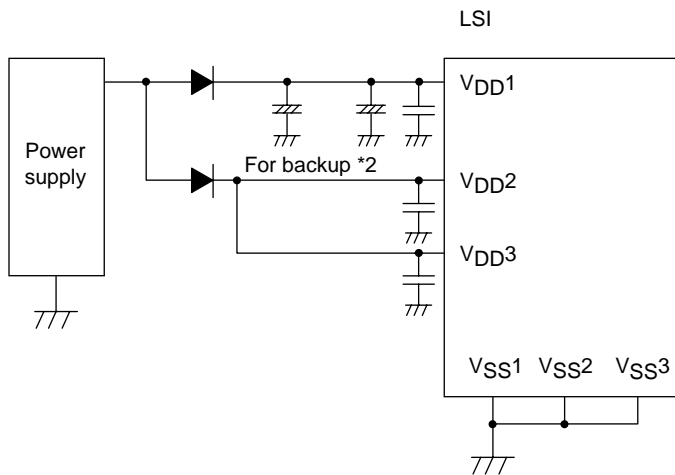 LSI
VDD1
Power
supply
For backup *2
VDD2
VDD3
VSS1 VSS2 VSS3